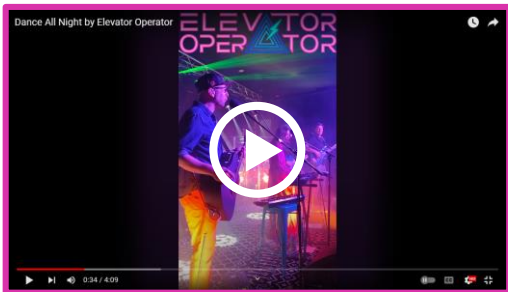 Dance All Night by Elevator Operator
ELEVATOR
OPERATOR
0:34 / 4:09